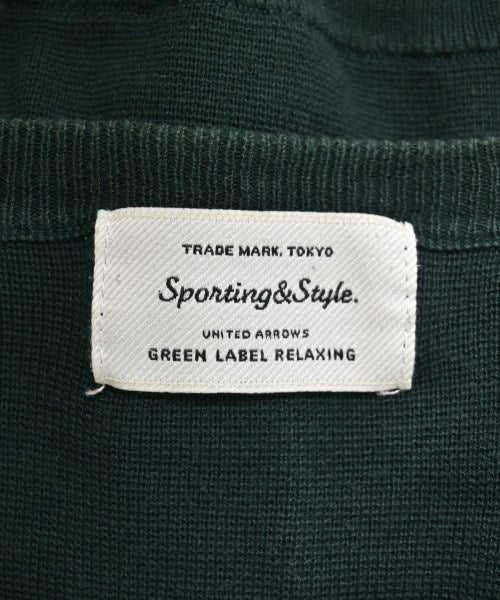 TRADE MARK. TOKYO
Sporting&Style.
UNITED ARROWS
GREEN LABEL RELAXING